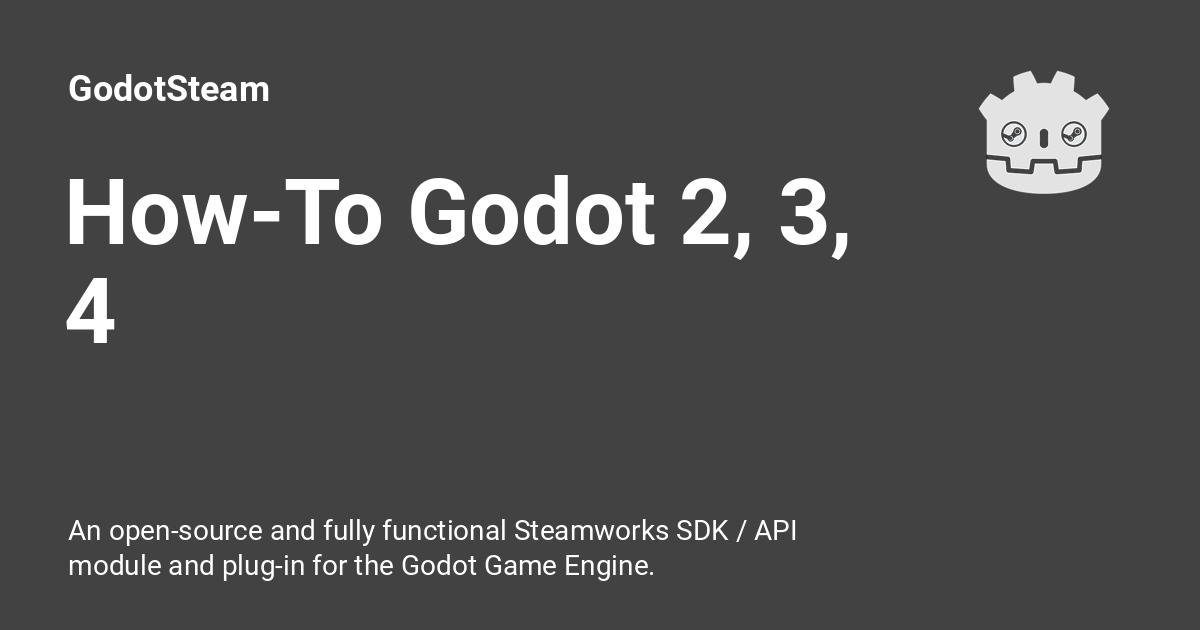 GodotSteam
How-To Godot 2, 3,
4
An open-source and fully functional Steamworks SDK / API
module and plug-in for the Godot Game Engine.